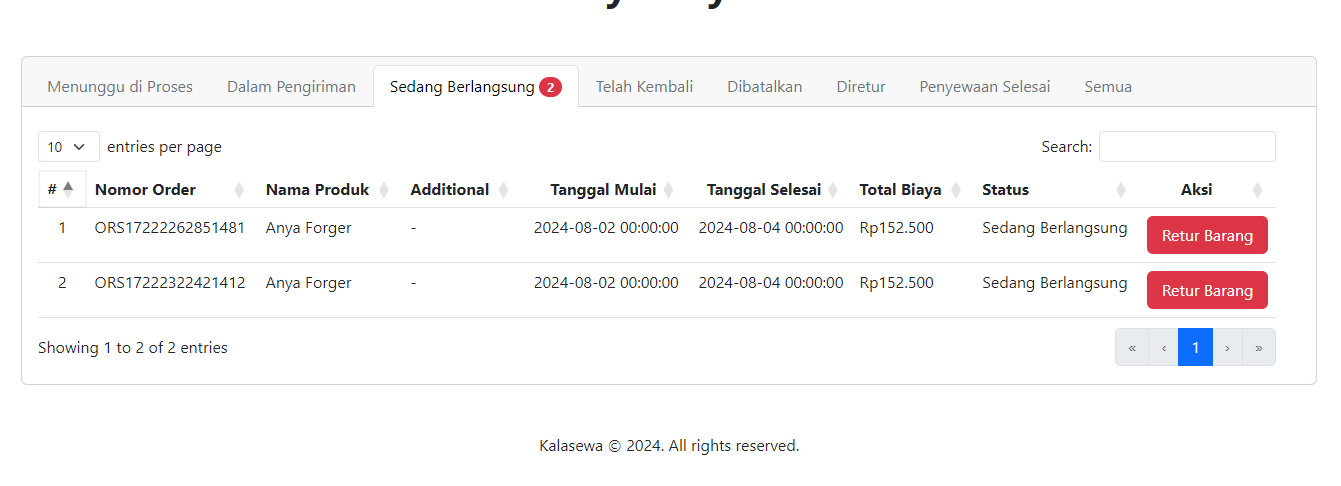 Menunggu di Proses Dalam Pengiriman Sedang Berlangsung 2 Telah Kembali Dibatalkan Diretur Penyewaan Selesai Semua
10 entries per page Search:
# Nomor Order Nama Produk Additional Tanggal Mulai Tanggal Selesai Total Biaya Status Aksi
1 ORS17222262851481 Anya Forger - 2024-08-02 00:00:00 2024-08-04 00:00:00 Rp152.500 Sedang Berlangsung Retur Barang
2 ORS17222322421412 Anya Forger - 2024-08-02 00:00:00 2024-08-04 00:00:00 Rp152.500 Sedang Berlangsung Retur Barang
Showing 1 to 2 of 2 entries « ‹ 1 › »
Kalasewa © 2024. All rights reserved.